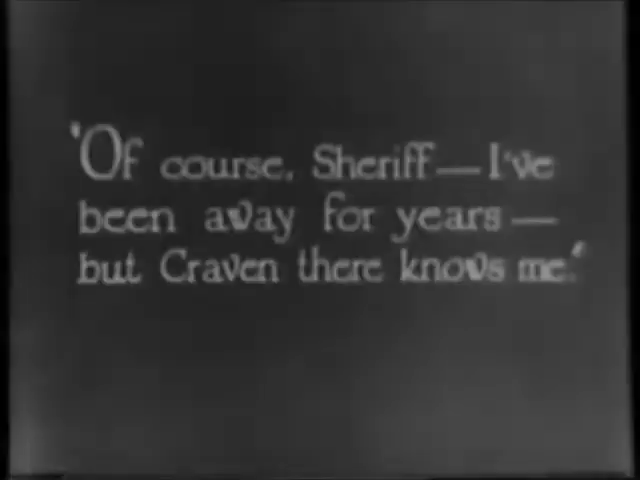 "Of course, Sheriff—I've
been away for years—
but Craven there knows me."